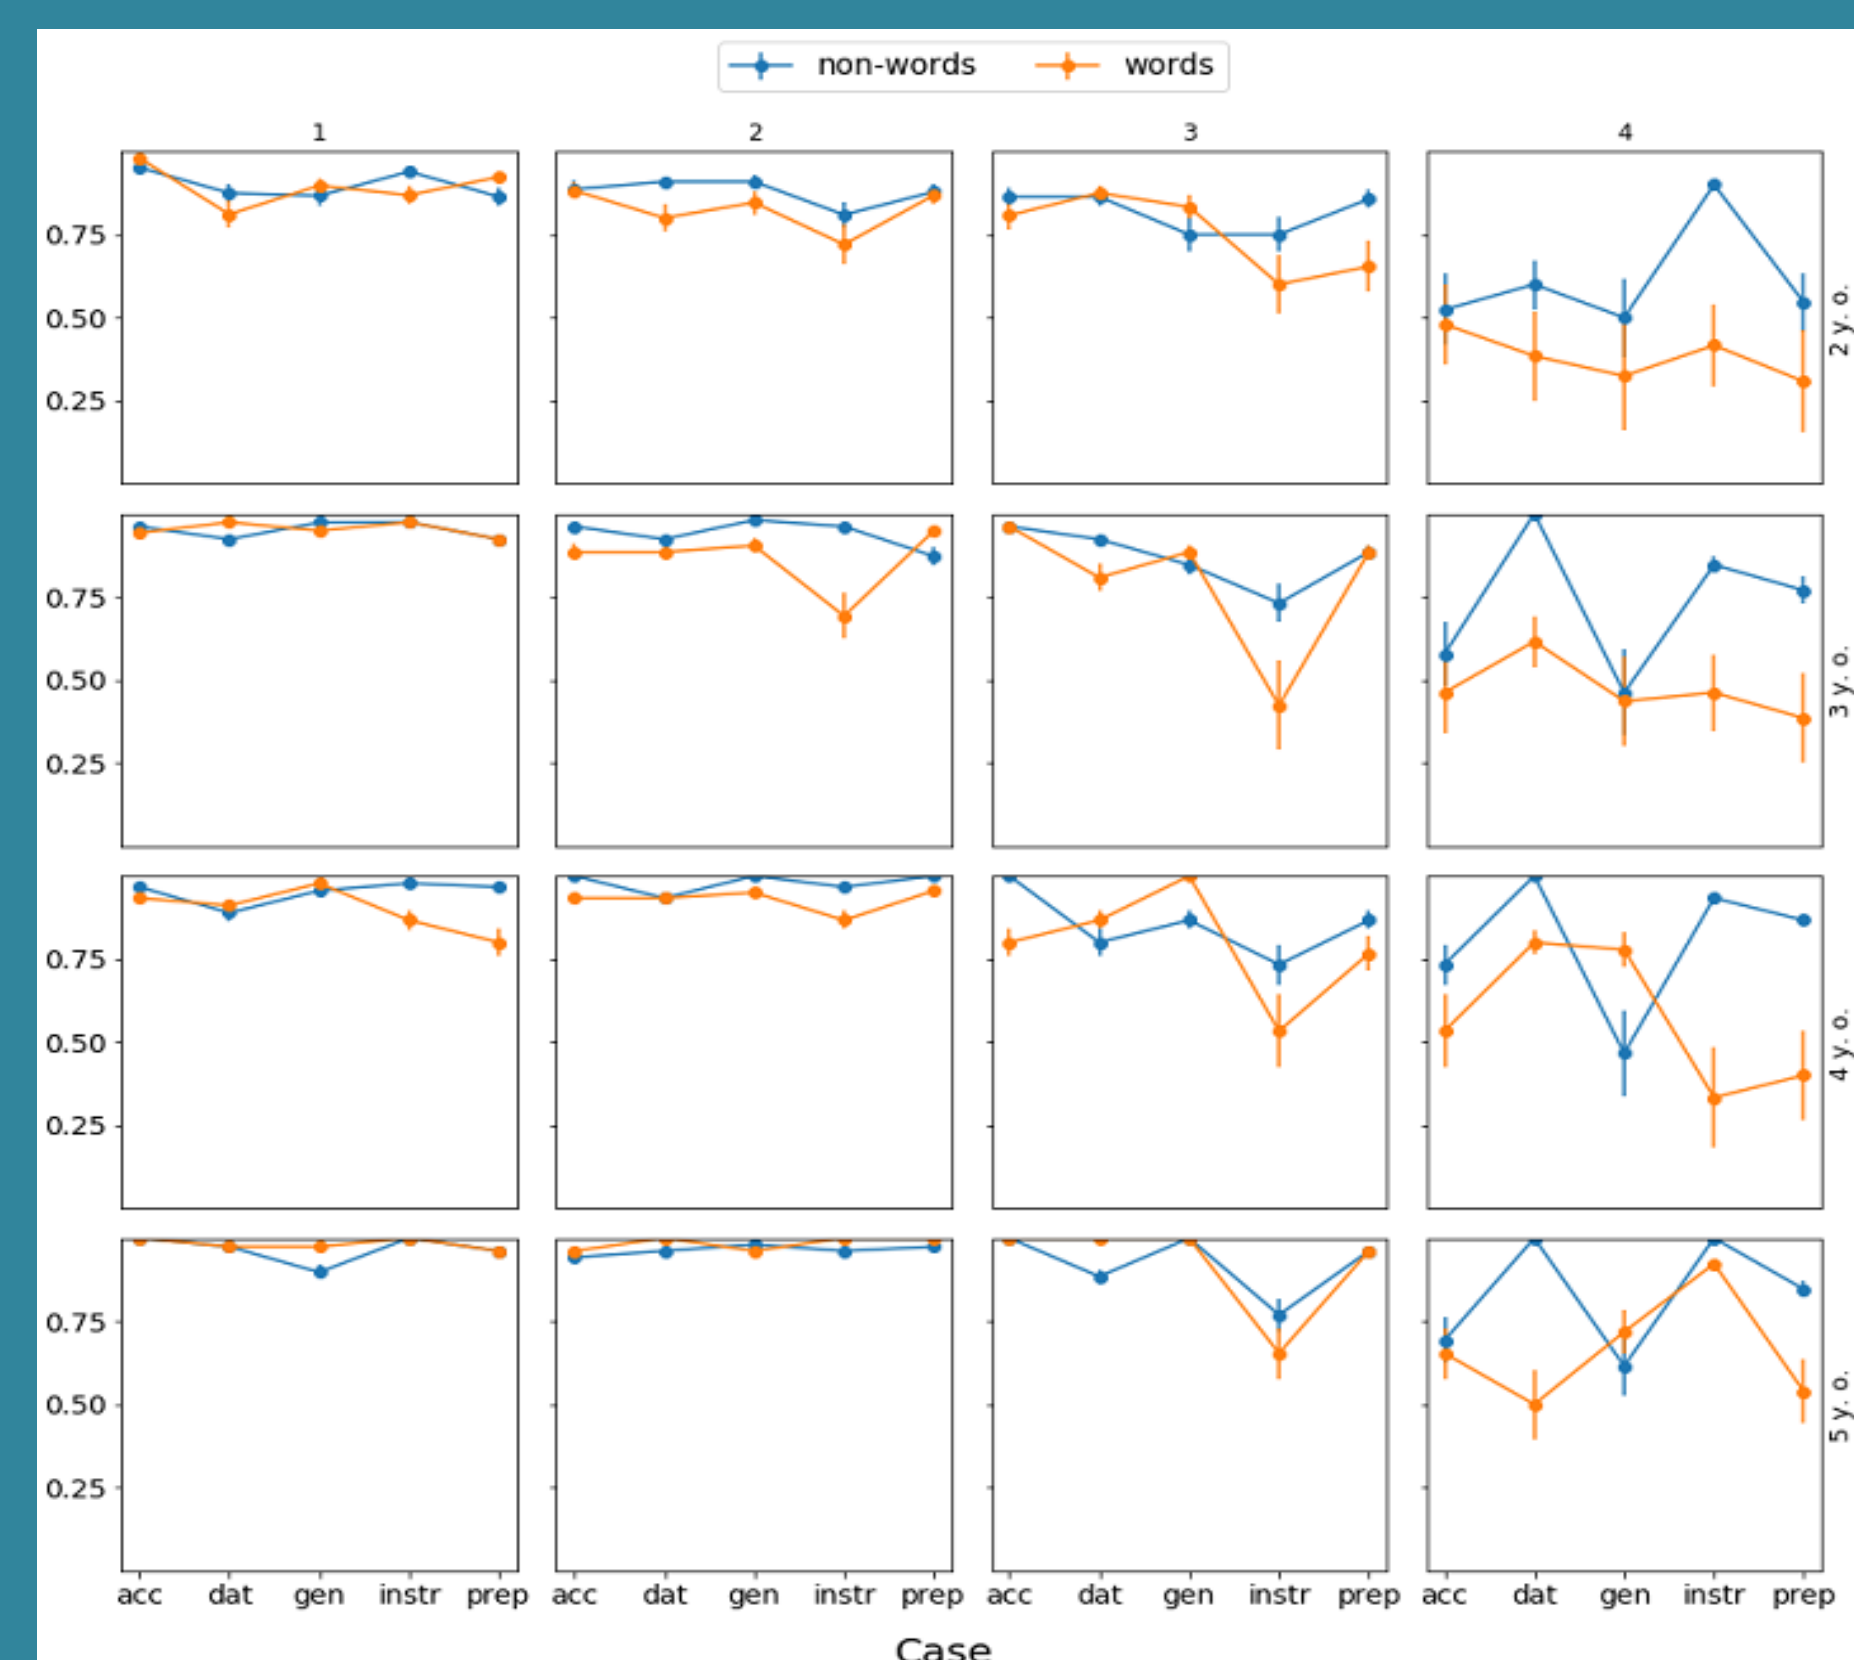 non-words words
1 2 3 4
0.75
0.50
0.25
2 y. o.
0.75
0.50
0.25
3 y. o.
0.75
0.50
0.25
4 y. o.
0.75
0.50
0.25
5 y. o.
acc dat gen instr prep acc dat gen instr prep acc dat gen instr prep acc dat gen instr prep
Case